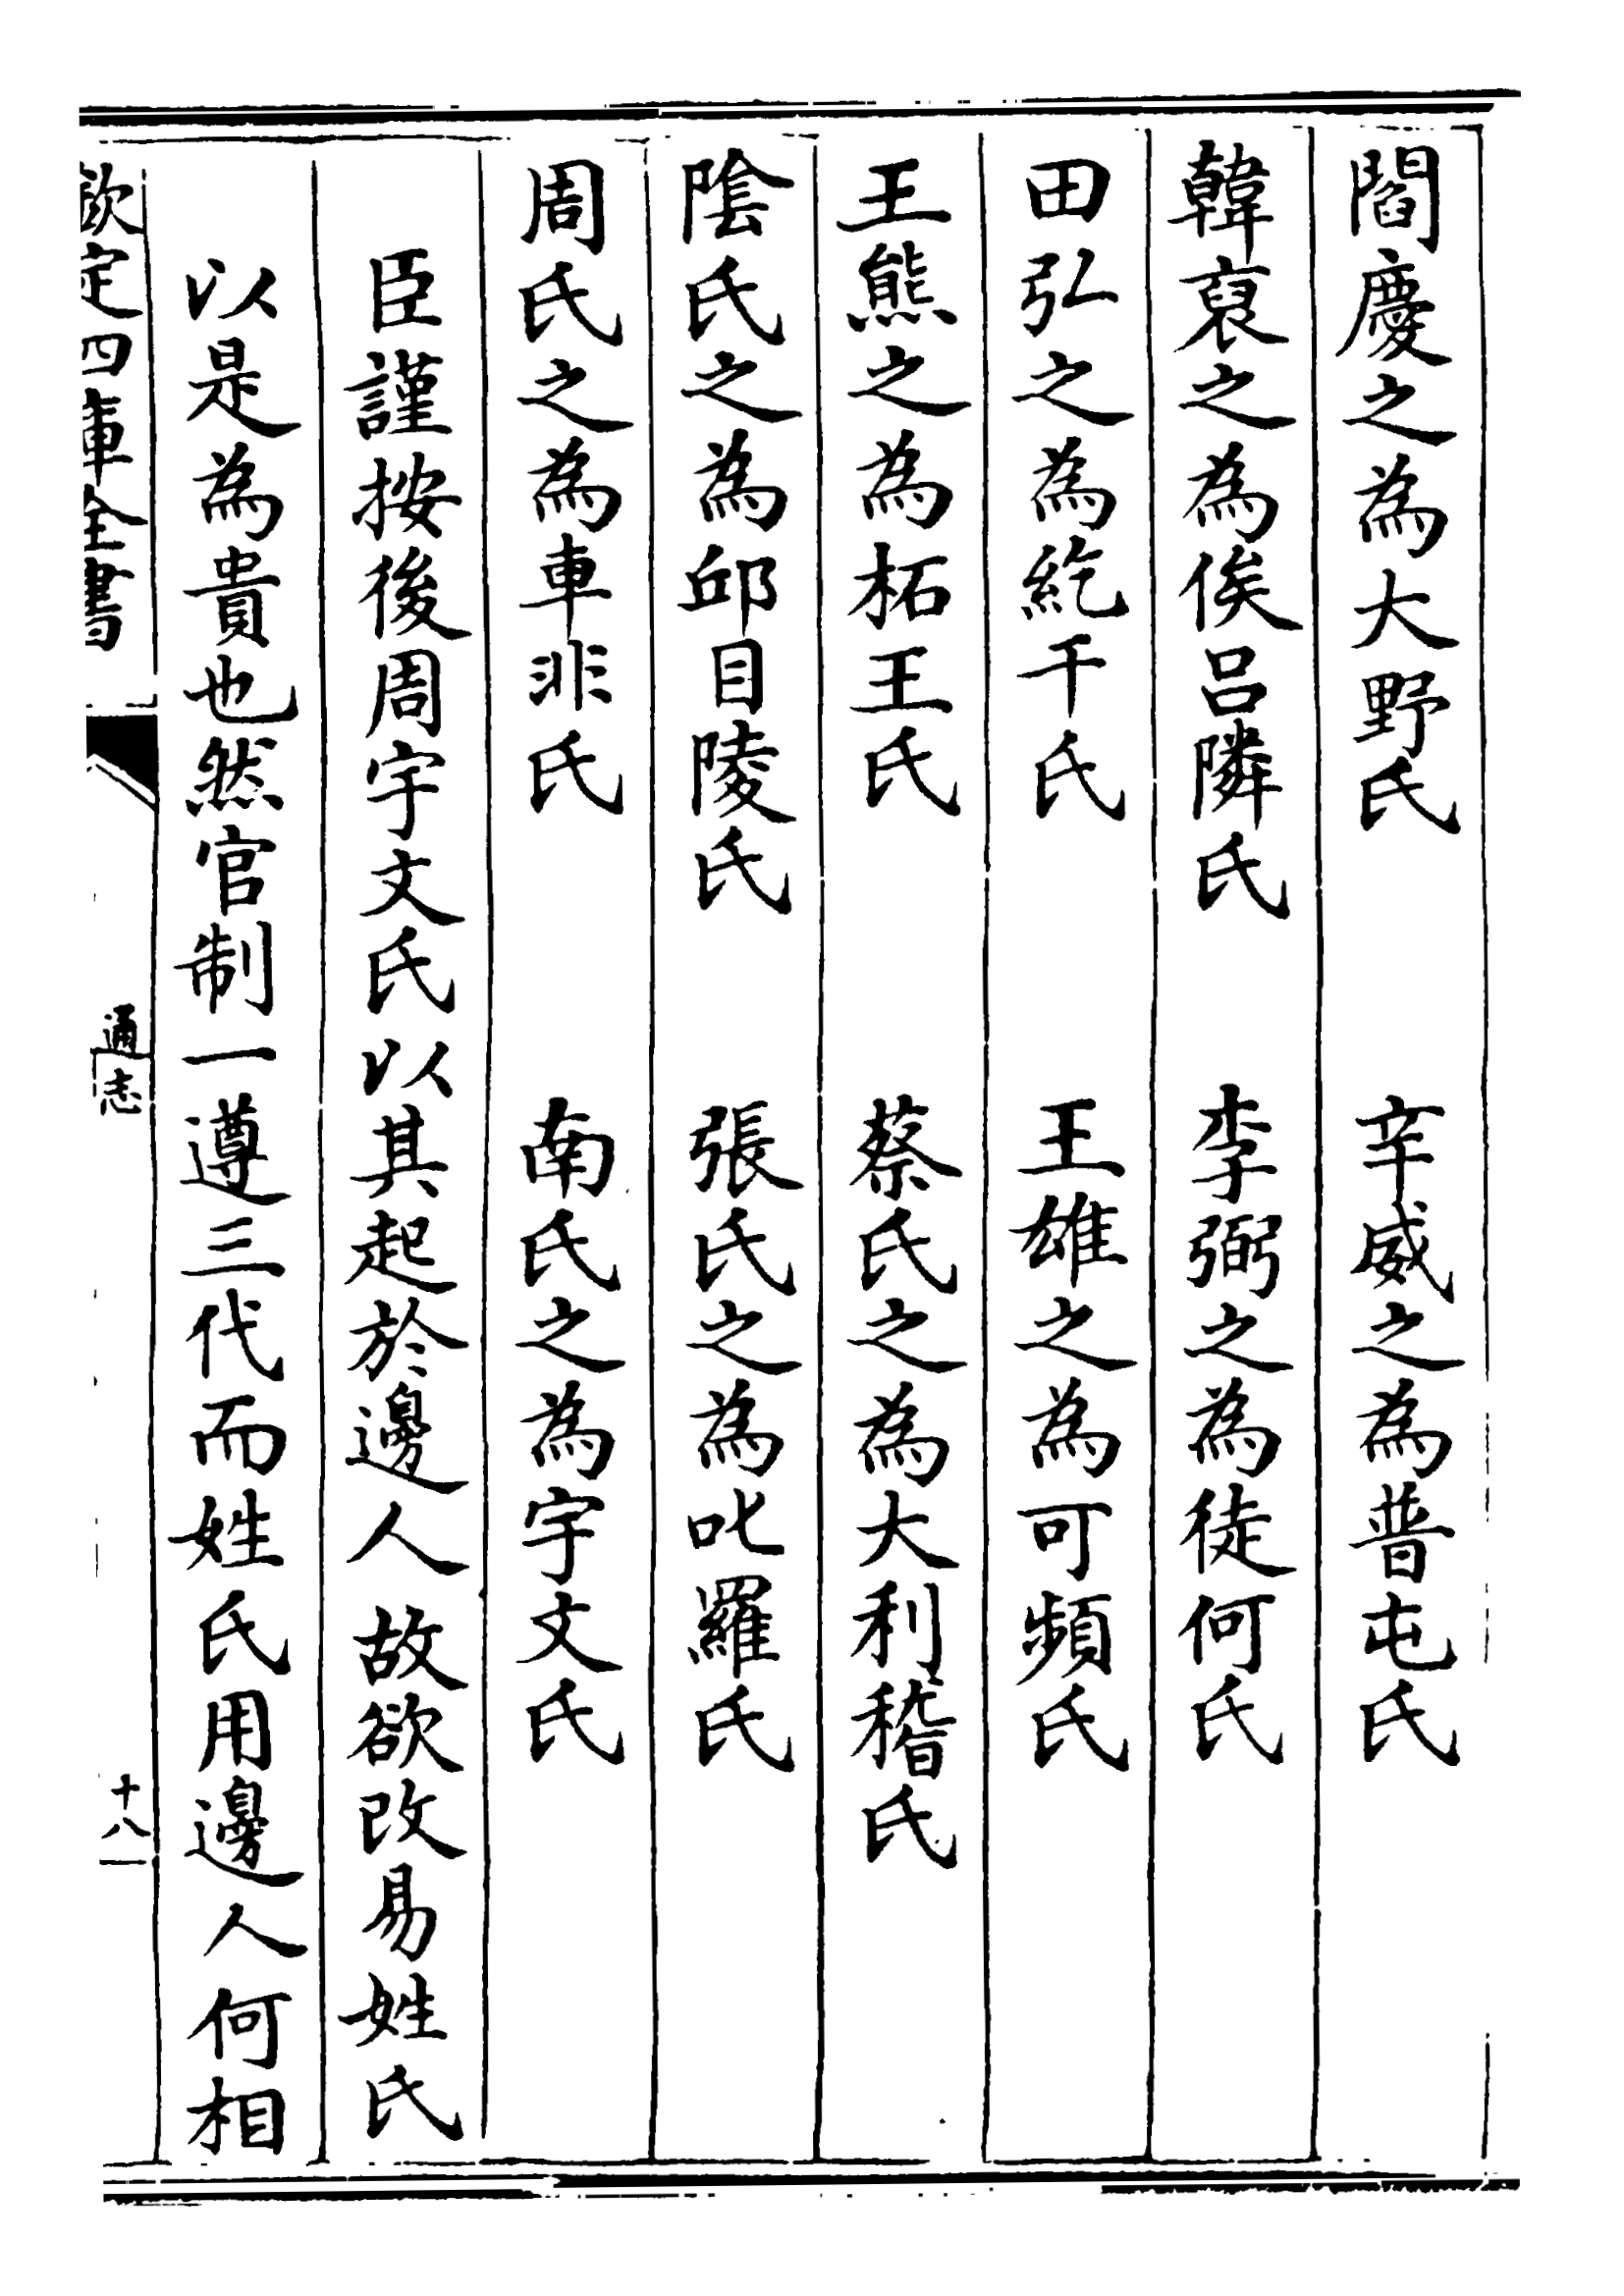 閻慶之為大野氏　辛威之為普屯氏
韓裒之為俟呂隣氏　李弼之為徒何氏
田弘之為紇干氏　王雄之為可頻氏
王熊之為柘王氏　蔡氏之為大利稽氏
陰氏之為邱目陵氏　張氏之為叱羅氏
周氏之為車非氏　南氏之為宇文氏
臣謹按後周宇文氏以其起於邊人故欲改易姓氏
以是為貴也然官制一遵三代而姓氏用邊人何相
欽定四庫全書
通志
十八